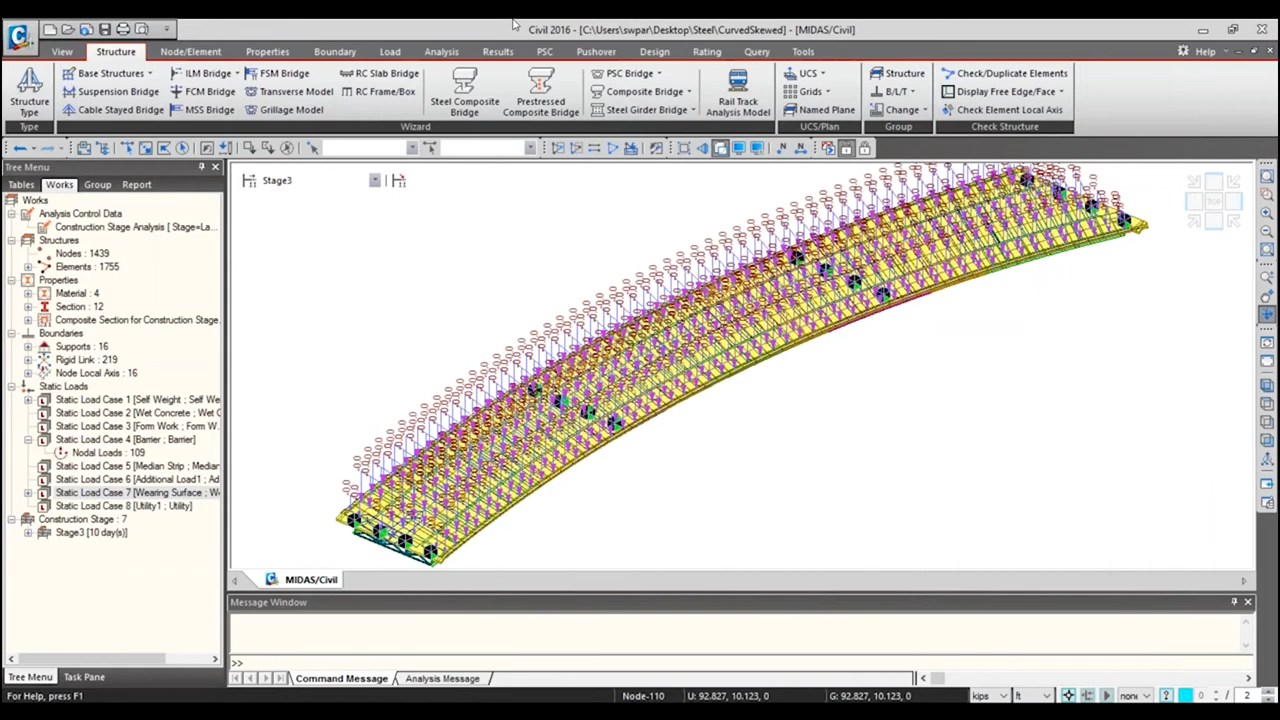 Civil 2016 - [C:\Users\swpar\Desktop\Steel\CurvedSkewed] - [MIDAS/Civil]
View Structure Node/Element Properties Boundary Load Analysis Results PSC Pushover Design Rating Query Tools Help
Base Structures ILM Bridge FSM Bridge RC Slab Bridge PSC Bridge UCS Structure Check/Duplicate Elements
Suspension Bridge FCM Bridge Transverse Model RC Frame/Box Composite Bridge Grids B/L/T Display Free Edge/Face
Structure Type Cable Stayed Bridge MSS Bridge Grillage Model Steel Composite Bridge Prestressed Composite Bridge Steel Girder Bridge Rail Track Analysis Model Named Plane Change Check Element Local Axis
Type Wizard UCS/Plan Group Check Structure
Tree Menu
Tables Works Group Report
Works
Analysis Control Data
Construction Stage Analysis [ Stage=La...
Structures
Nodes : 1439
Elements : 1755
Properties
Material : 4
Section : 12
Composite Section for Construction Stage
Boundaries
Supports : 16
Rigid Link : 219
Node Local Axis : 16
Static Loads
Static Load Case 1 [Self Weight ; Self We
Static Load Case 2 [Wet Concrete ; Wet C
Static Load Case 3 [Form Work ; Form W.
Static Load Case 4 [Barrier ; Barrier]
Nodal Loads : 109
Static Load Case 5 [Median Strip ; Median
Static Load Case 6 [Additional Load1 ; Ad
Static Load Case 7 [Wearing Surface ; We
Static Load Case 8 [Utility1 ; Utility]
Construction Stage : 7
Stage3 [10 day(s)]
Stage3
TOP
MIDAS/Civil
Message Window
>>
Tree Menu Task Pane Command Message Analysis Message
For Help, press F1 Node-110 U: 92.827, 10.123, 0 G: 92.827, 10.123, 0 kips ft none ? 0 / 2